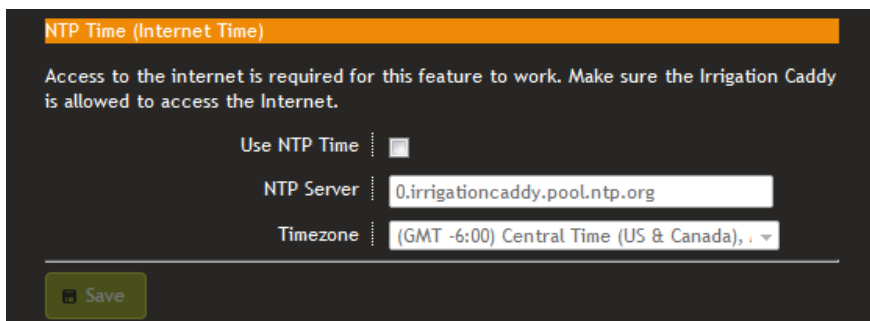 NTP Time (Internet Time)
Access to the internet is required for this feature to work. Make sure the Irrigation Caddy
is allowed to access the Internet.
Use NTP Time
NTP Server
0.irrigationcaddy.pool.ntp.org
Timezone
(GMT -6:00) Central Time (US & Canada),
Save